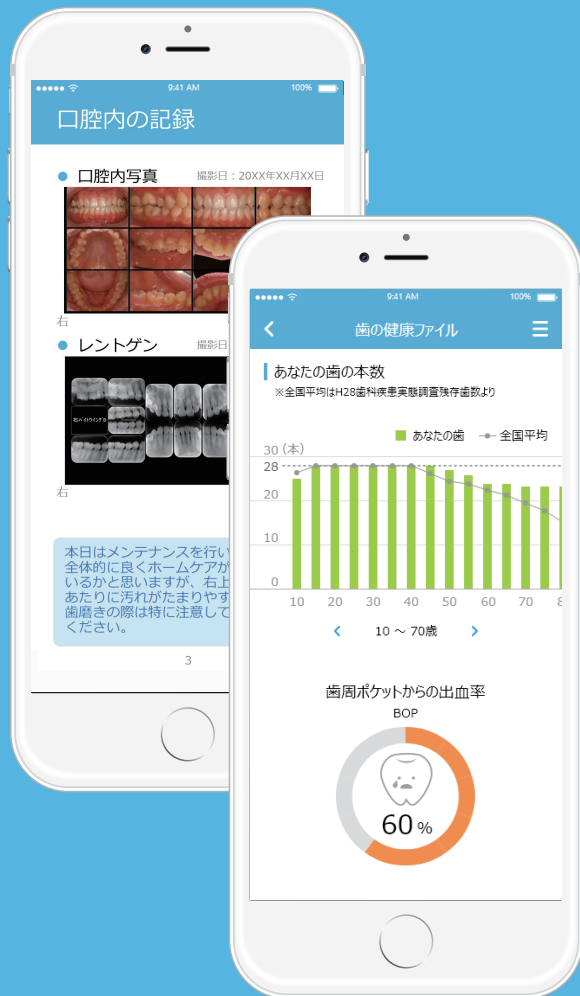 9:41 AM
100%
口腔内の記録
口腔内写真
撮影日：20XX年XX月XX日
右
レントゲン
撮影日
右
本日はメンテナンスを行い
全体的に良くホームケアが
いるかと思いますが、右上
あたりに汚れがたまりやす
歯磨きの際は特に注意して
ください。
3
9:41 AM
100%
歯の健康ファイル
あなたの歯の本数
※全国平均はH28歯科疾患実態調査残存歯数より
あなたの歯
全国平均
30 (本)
28
20
10
0
10 20 30 40 50 60 70
10 ～ 70歳
歯周ポケットからの出血率
BOP
60 %